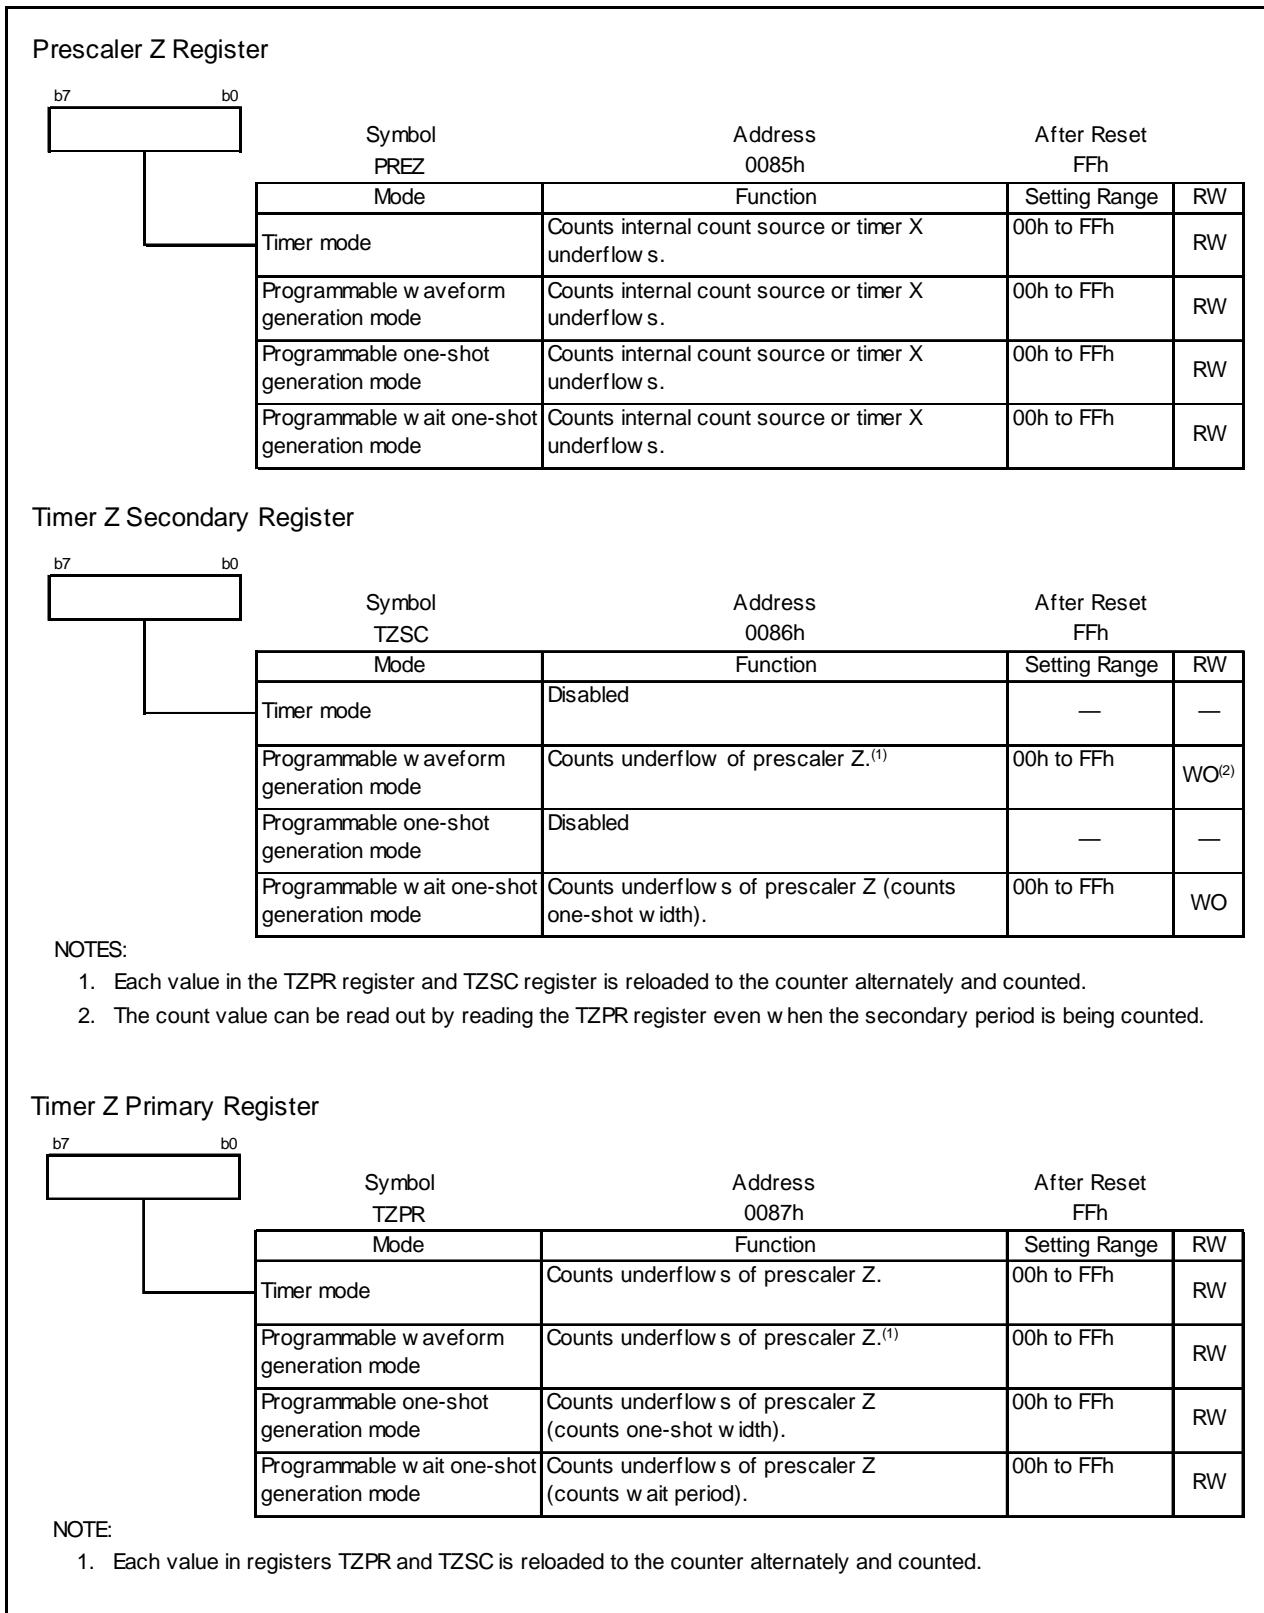 Prescaler Z Register
b7 b0
Symbol Address After Reset
PREZ 0085h FFh
Mode Function Setting Range RW
Timer mode Counts internal count source or timer X underflows. 00h to FFh RW
Programmable waveform generation mode Counts internal count source or timer X underflows. 00h to FFh RW
Programmable one-shot generation mode Counts internal count source or timer X underflows. 00h to FFh RW
Programmable wait one-shot generation mode Counts internal count source or timer X underflows. 00h to FFh RW
Timer Z Secondary Register
b7 b0
Symbol Address After Reset
TZSC 0086h FFh
Mode Function Setting Range RW
Timer mode Disabled — —
Programmable waveform generation mode Counts underflow of prescaler Z.(1) 00h to FFh WO(2)
Programmable one-shot generation mode Disabled — —
Programmable wait one-shot generation mode Counts underflows of prescaler Z (counts one-shot width). 00h to FFh WO
NOTES:
1. Each value in the TZPR register and TZSC register is reloaded to the counter alternately and counted.
2. The count value can be read out by reading the TZPR register even when the secondary period is being counted.
Timer Z Primary Register
b7 b0
Symbol Address After Reset
TZPR 0087h FFh
Mode Function Setting Range RW
Timer mode Counts underflows of prescaler Z. 00h to FFh RW
Programmable waveform generation mode Counts underflows of prescaler Z.(1) 00h to FFh RW
Programmable one-shot generation mode Counts underflows of prescaler Z (counts one-shot width). 00h to FFh RW
Programmable wait one-shot generation mode Counts underflows of prescaler Z (counts wait period). 00h to FFh RW
NOTE:
1. Each value in registers TZPR and TZSC is reloaded to the counter alternately and counted.